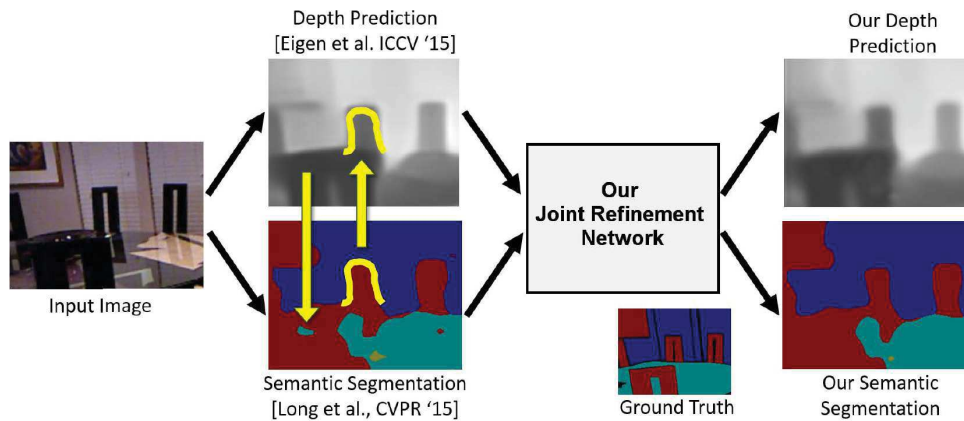 Depth Prediction
[Eigen et al. ICCV ‘15]
Our Depth
Prediction
Input Image
Our
Joint Refinement
Network
Semantic Segmentation
[Long et al., CVPR ‘15]
Ground Truth
Our Semantic
Segmentation